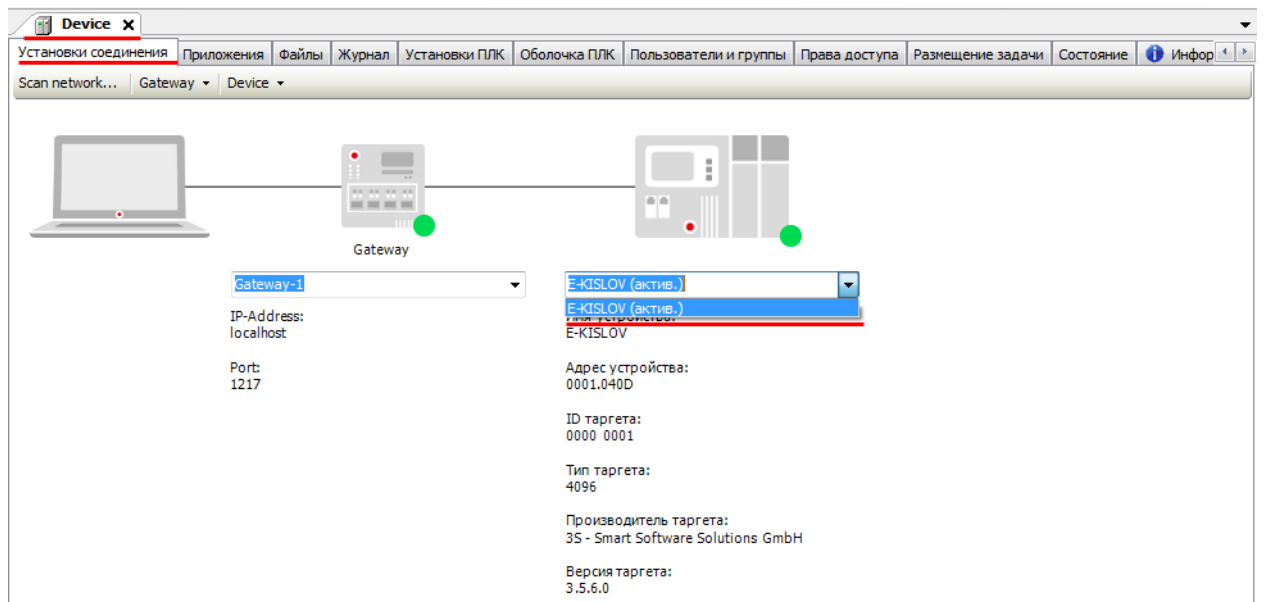 Device
Установки соединения Приложения Файлы Журнал Установки ПЛК Оболочка ПЛК Пользователи и группы Права доступа Размещение задачи Состояние Инфор
Scan network... Gateway Device
Gateway
Gateway-1 E-KISLOV (актив.)
E-KISLOV (актив.)
IP-Address: Имя устройства:
localhost E-KISLOV
Port: Адрес устройства:
1217 0001.040D
ID таргета:
0000 0001
Тип таргета:
4096
Производитель таргета:
3S - Smart Software Solutions GmbH
Версия таргета:
3.5.6.0